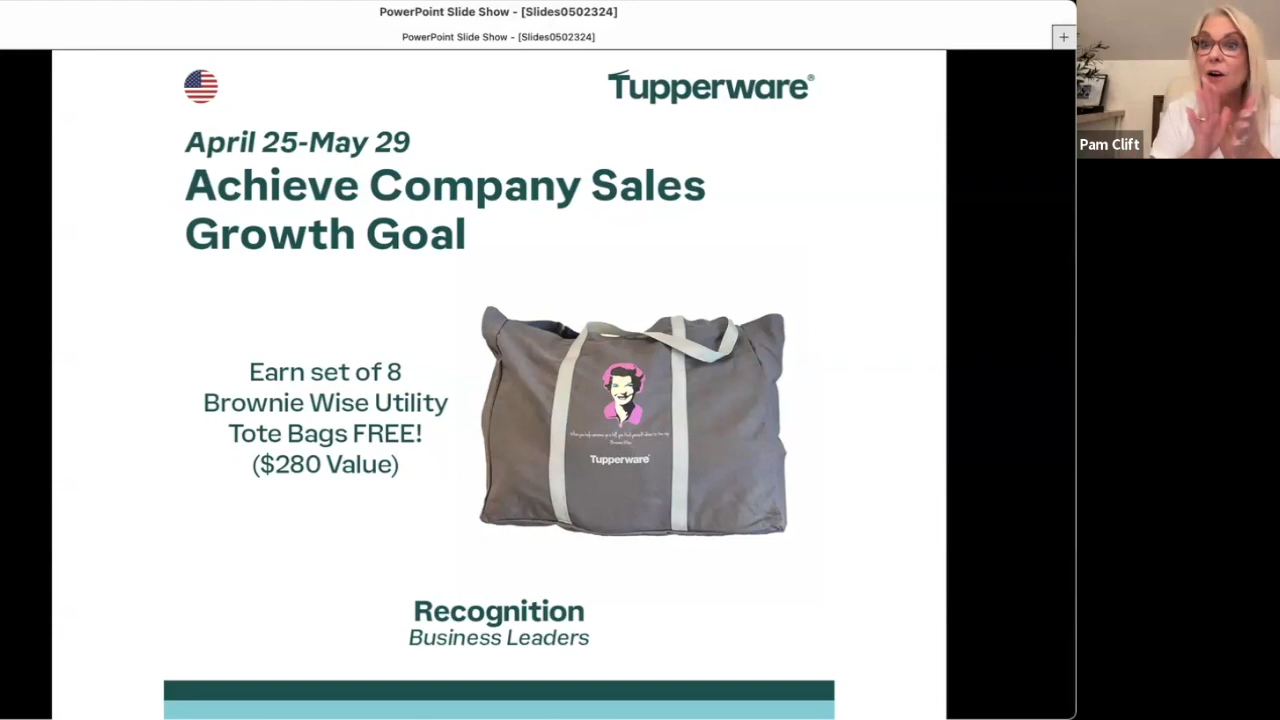 PowerPoint Slide Show - [Slides0502324]
PowerPoint Slide Show - [Slides0502324]
+
Tupperware®
April 25-May 29
Achieve Company Sales
Growth Goal
Earn set of 8
Brownie Wise Utility
Tote Bags FREE!
($280 Value)
Tupperware
Recognition
Business Leaders
Pam Clift